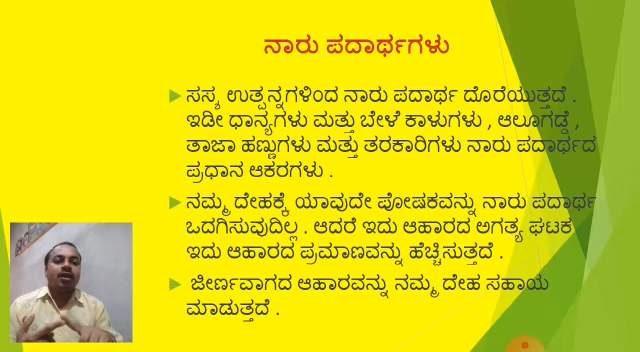 ನಾರು ಪದಾರ್ಥಗಳು
ಸಸ್ಯ ಉತ್ಪನ್ನಗಳಿಂದ ನಾರು ಪದಾರ್ಥ ದೊರೆಯುತ್ತದೆ .
ಇಡೀ ಧಾನ್ಯಗಳು ಮತ್ತು ಬೇಳೆ ಕಾಳುಗಳು , ಆಲೂಗಡ್ಡೆ ,
ತಾಜಾ ಹಣ್ಣುಗಳು ಮತ್ತು ತರಕಾರಿಗಳು ನಾರು ಪದಾರ್ಥದ
ಪ್ರಧಾನ ಆಕರಗಳು .
ನಮ್ಮ ದೇಹಕ್ಕೆ ಯಾವುದೇ ಪೋಷಕವನ್ನು ನಾರು ಪದಾರ್ಥ
ಒದಗಿಸುವುದಿಲ್ಲ . ಆದರೆ ಇದು ಆಹಾರದ ಅಗತ್ಯ ಘಟಕ
ಇದು ಆಹಾರದ ಪ್ರಮಾಣವನ್ನು ಹೆಚ್ಚಿಸುತ್ತದೆ .
ಜೀರ್ಣವಾಗದ ಆಹಾರವನ್ನು ನಮ್ಮ ದೇಹ ಸಹಾಯ
ಮಾಡುತ್ತದೆ .